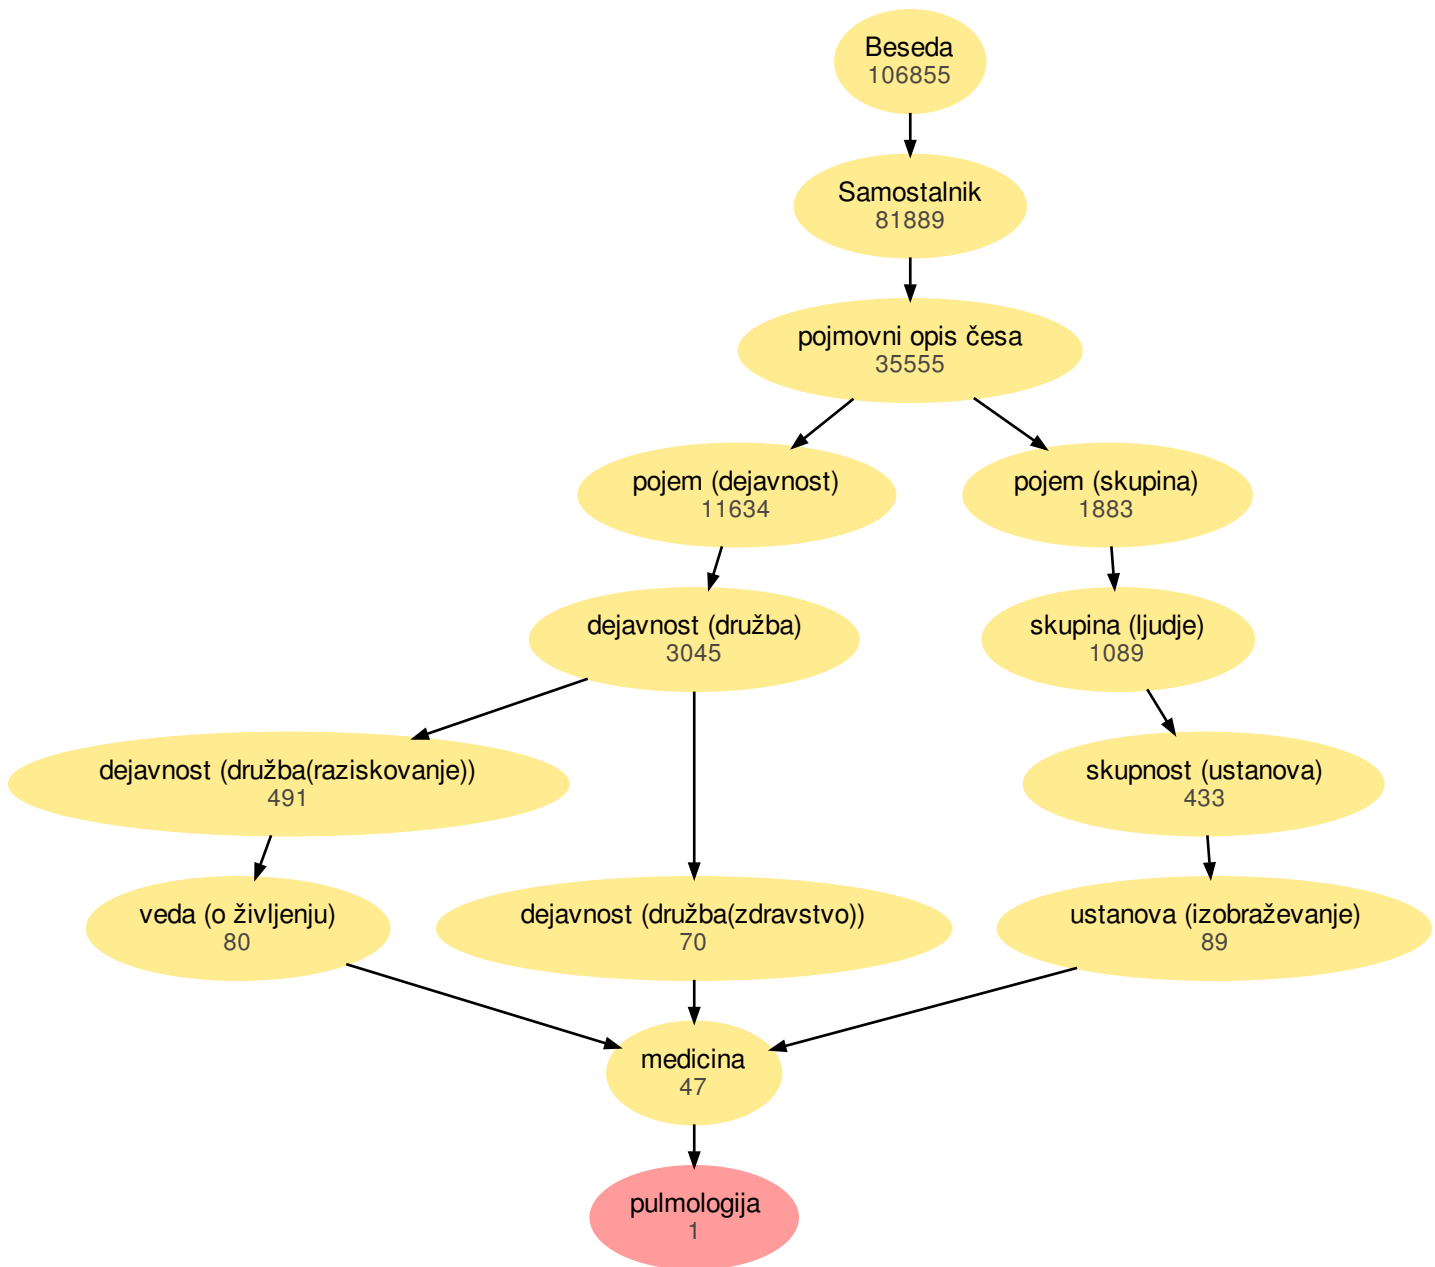 Beseda
106855
Samostalnik
81889
pojmovni opis česa
35555
pojem (dejavnost)
11634
pojem (skupina)
1883
dejavnost (družba)
3045
skupina (ljudje)
1089
dejavnost (družba(raziskovanje))
491
skupnost (ustanova)
433
veda (o življenju)
80
dejavnost (družba(zdravstvo))
70
ustanova (izobraževanje)
89
medicina
47
pulmologija
1